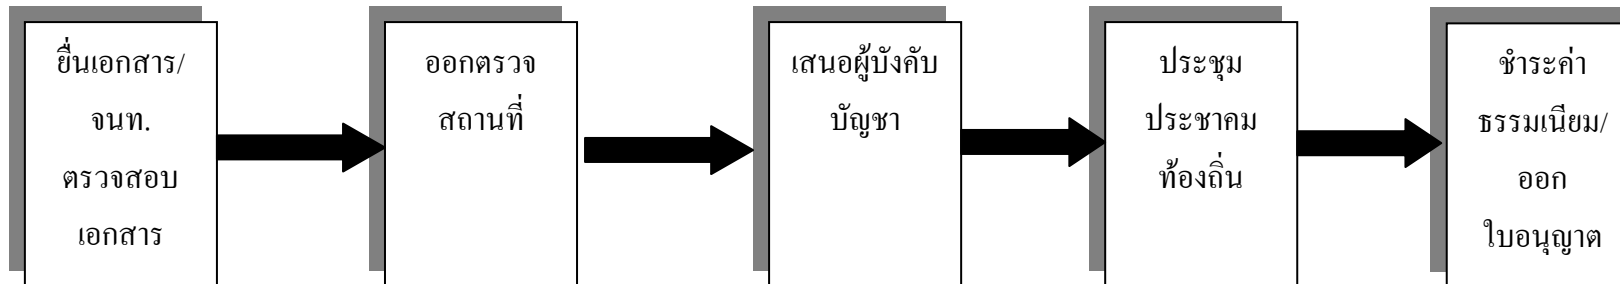 ยื่นเอกสาร/
จนท.
ตรวจสอบ
เอกสาร
ออกตรวจ
สถานที่
เสนอผู้บังคับ
บัญชา
ประชุม
ประชาคม
ท้องถิ่น
ชำระค่า
ธรรมเนียม/
ออก
ใบอนุญาต